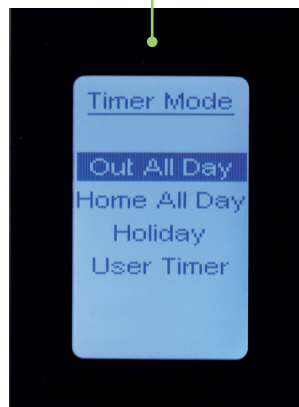 Timer Mode
Out All Day
Home All Day
Holiday
User Timer